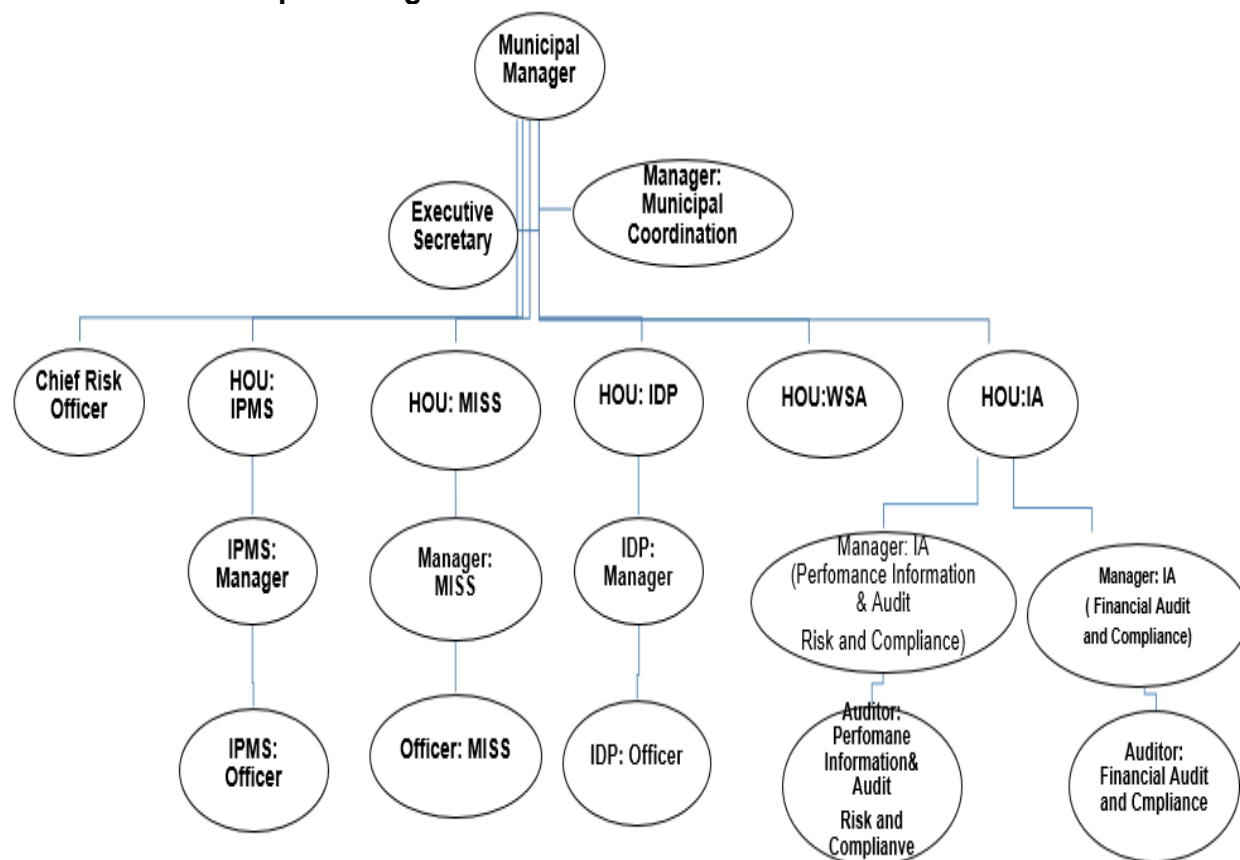 Municipal
Manager
Executive
Secretary
Manager:
Municipal
Coordination
Chief Risk
Officer
HOU:
IPMS
HOU: MISS
HOU: IDP
HOU:WSA
HOU:IA
IPMS:
Manager
Manager:
MISS
IDP:
Manager
Manager: IA
(Perfomance Information
& Audit
Risk and Compliance)
Manager: IA
( Financial Audit
and Compliance)
IPMS:
Officer
Officer: MISS
IDP: Officer
Auditor:
Perfomane
Information&
Audit
Risk and
Complianve
Auditor:
Financial Audit
and Cmpliance